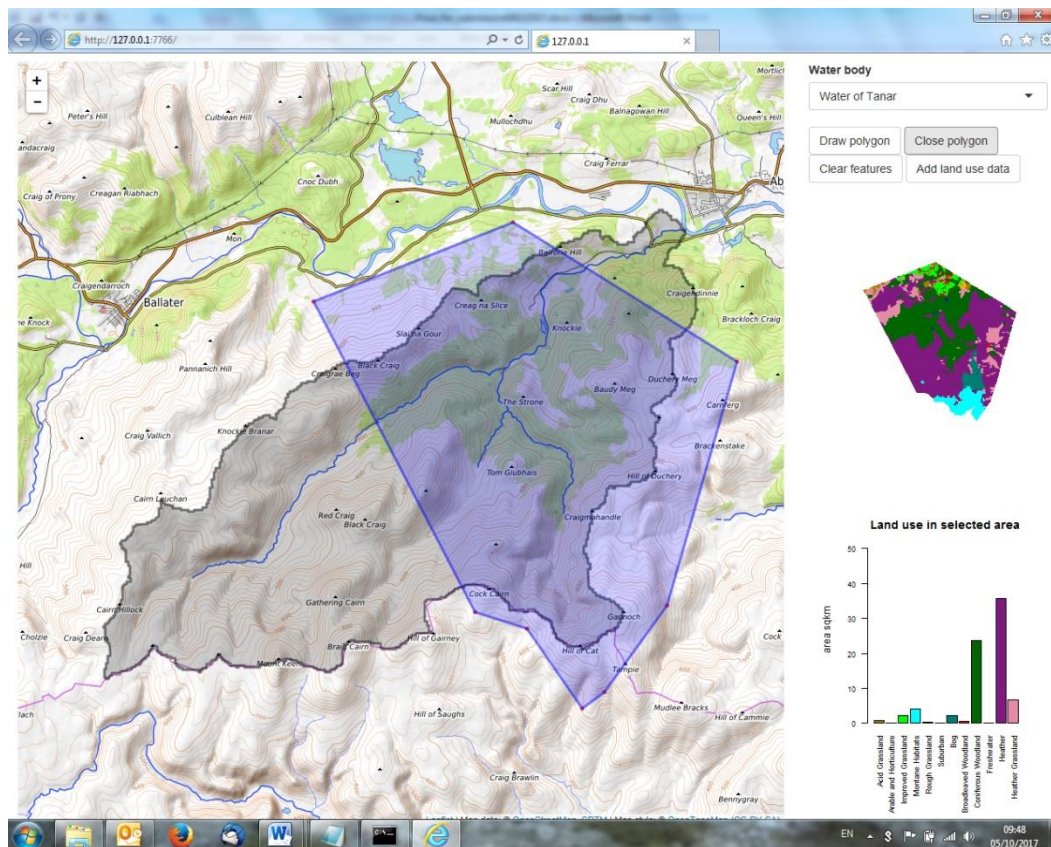 http://127.0.0.1:7766/
127.0.0.1
+
−
Water body
Water of Tanar
Draw polygon
Close polygon
Clear features
Add land use data
Peter's Hill
Culblean Hill
Scar Hill
Craig Dhu
Mullochdhu
Bainagowan Hill
Queen's Hill
Craig of Prony
Creagan Riabhach
Cnoc Dubh
Craig Ferrar
Mon
Craigendarroch
Ballater
Pannanich Hill
Craig Vallich
Knockie Branar
Cairn Leuchan
Black Craig
Creag na Slice
Knockie
Craigendinnie
Brackloch Craig
Baudy Meg
Duchery Meg
The Strone
Brackenstake
Tom Giubhais
Hill of Duchery
Craigmahandle
Red Craig
Black Craig
Gathering Cairn
Cock Cairn
Cairn Hillock
Craig Dearg
Cholzie
Hill of Gairney
Braid Cairn
Mount Keen
Gannoch
Hill of Cat
Tampie
Hill of Saughs
Mudlee Bracks
Hill of Cammie
Craig Brawlin
Bennygray
Land use in selected area
area sqkm
50
40
30
20
10
0
Acid Grassland
Arable and Horticulture
Improved Grassland
Montane Habitats
Rough Grassland
Suburban
Bog
Broadleaved Woodland
Coniferous Woodland
Freshwater
Heather
Heather Grassland
EN
09:48
05/10/2017